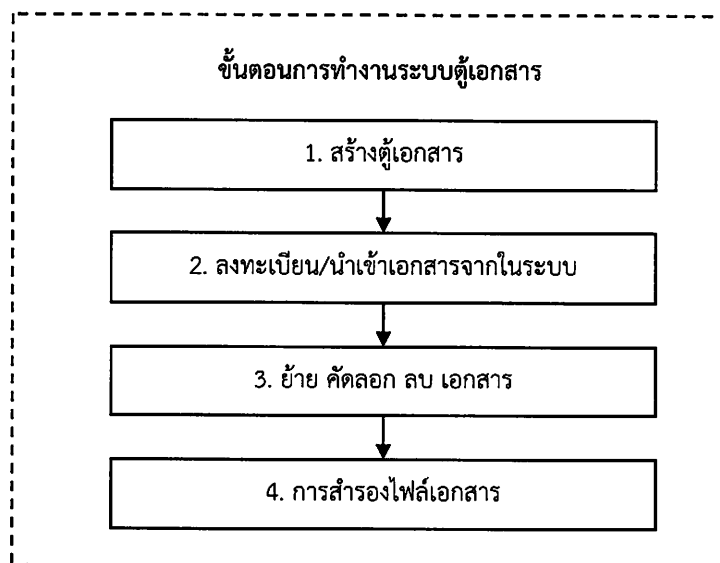 ขั้นตอนการทำงานระบบตู้เอกสาร
1. สร้างตู้เอกสาร
2. ลงทะเบียน/นำเข้าเอกสารจากในระบบ
3. ย้าย คัดลอก ลบ เอกสาร
4. การสำรองไฟล์เอกสาร